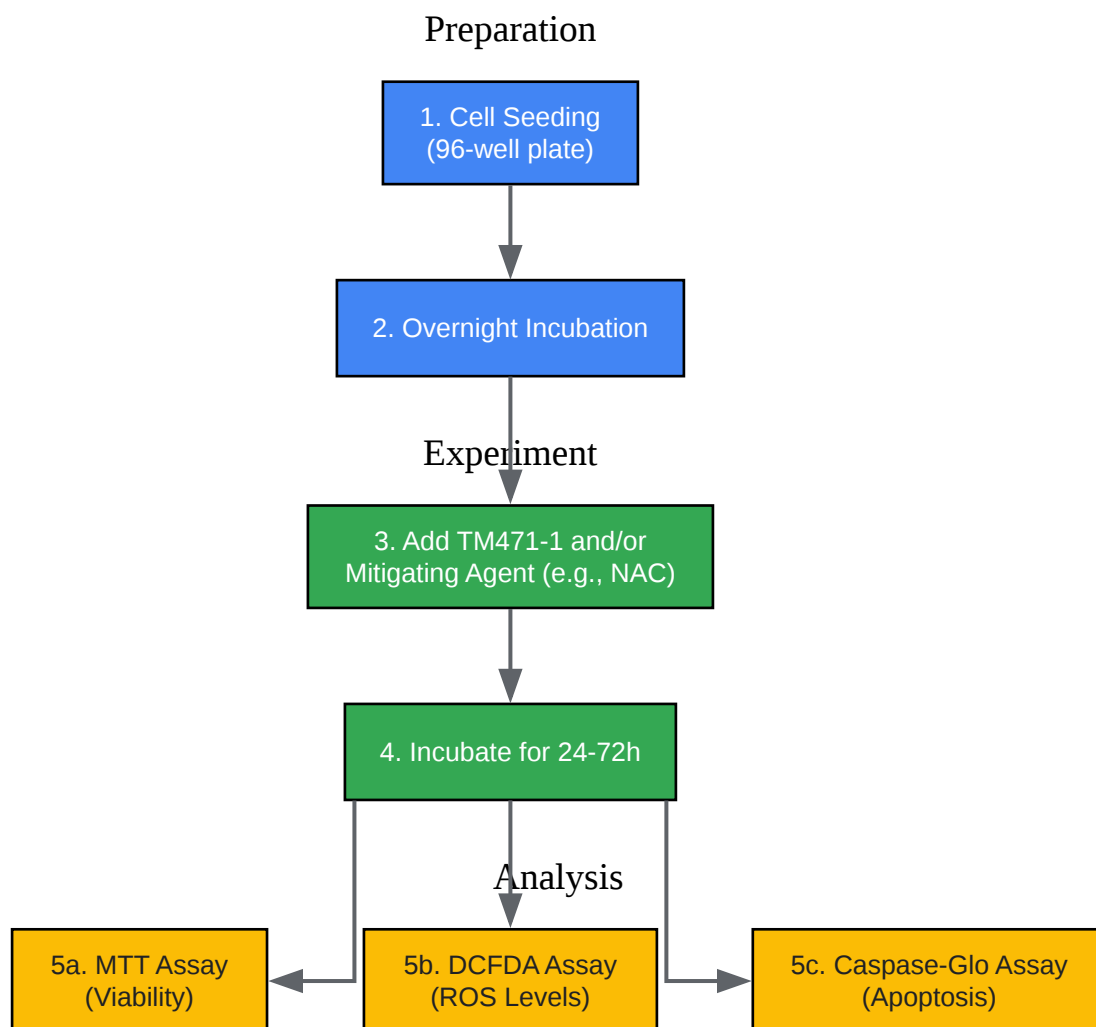 Preparation
1. Cell Seeding
(96-well plate)
2. Overnight Incubation
Experiment
3. Add TM471-1 and/or
Mitigating Agent (e.g., NAC)
4. Incubate for 24-72h
Analysis
5a. MTT Assay
(Viability)
5b. DCFDA Assay
(ROS Levels)
5c. Caspase-Glo Assay
(Apoptosis)